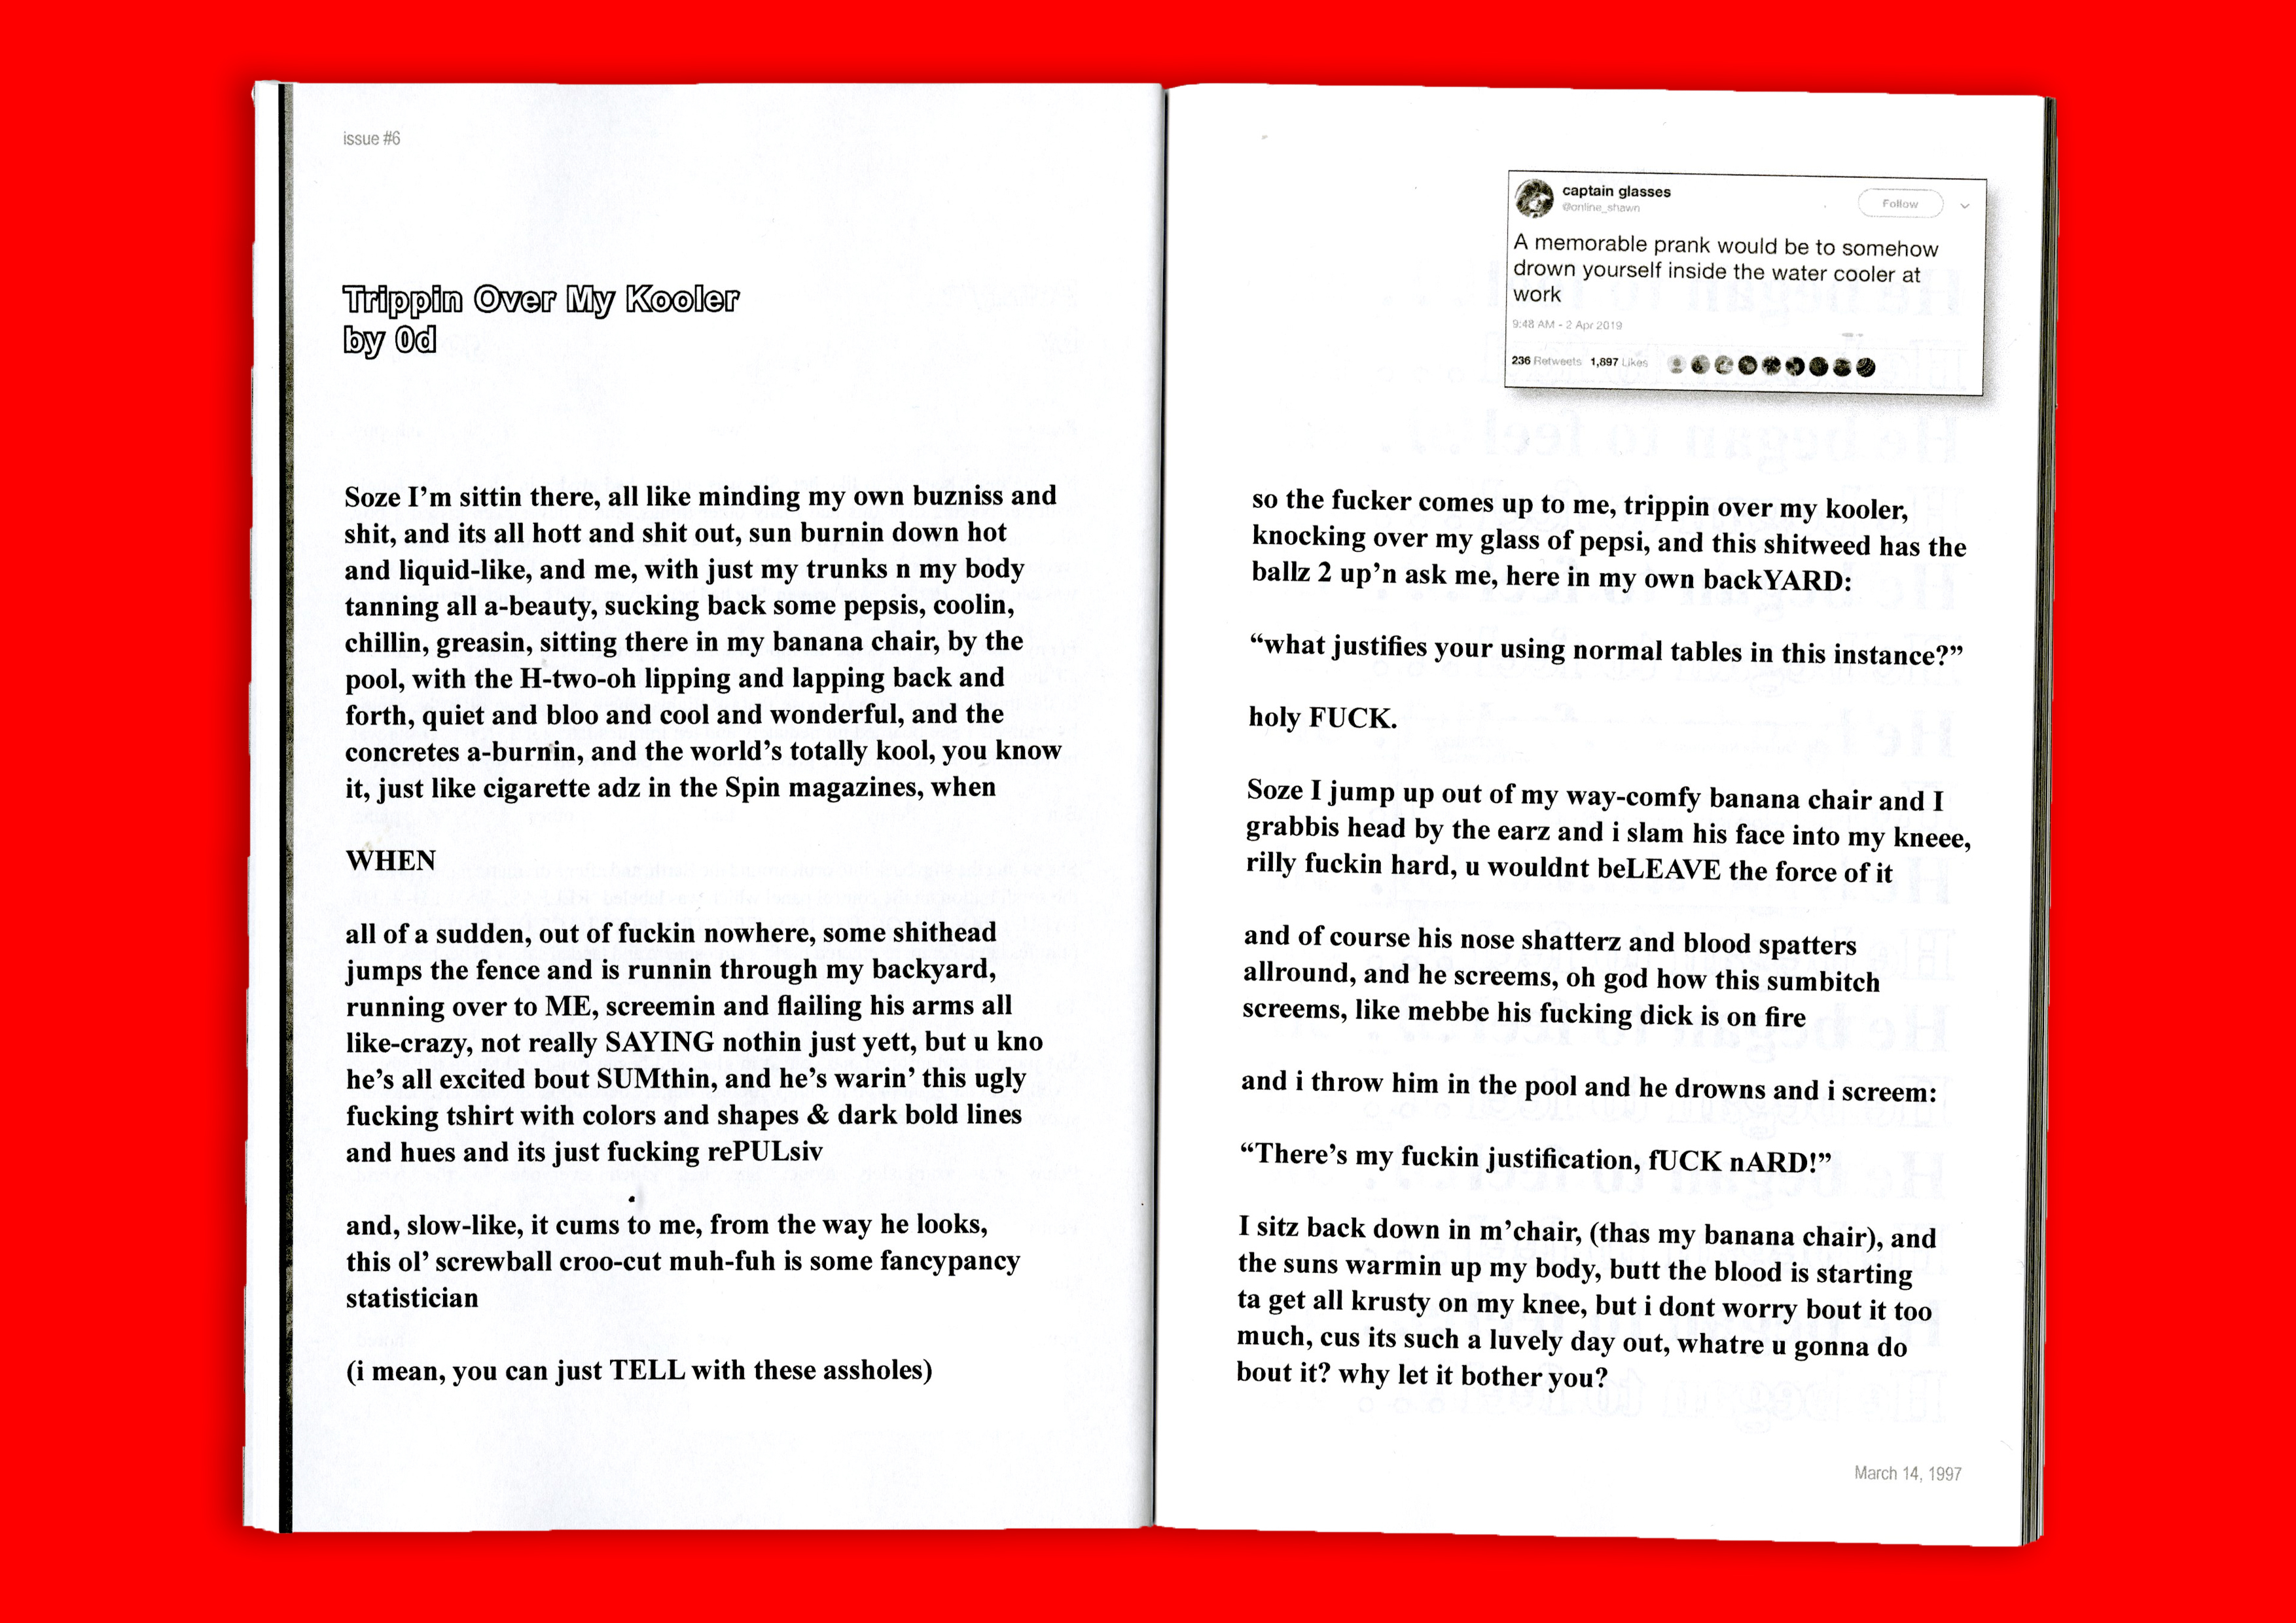 issue #6
Trippin Over My Kooler
by 0d
Soze I’m sittin there, all like minding my own buzniss and
shit, and its all hott and shit out, sun burnin down hot
and liquid-like, and me, with just my trunks n my body
tanning all a-beauty, sucking back some pepsis, coolin,
chillin, greasin, sitting there in my banana chair, by the
pool, with the H-two-oh lipping and lapping back and
forth, quiet and bloo and cool and wonderful, and the
concretes a-burnin, and the world’s totally kool, you know
it, just like cigarette adz in the Spin magazines, when
WHEN
all of a sudden, out of fuckin nowhere, some shithead
jumps the fence and is runnin through my backyard,
running over to ME, screemin and flailing his arms all
like-crazy, not really SAYING nothin just yett, but u kno
he’s all excited bout SUMthin, and he’s warin’ this ugly
fucking tshirt with colors and shapes & dark bold lines
and hues and its just fucking rePULsiv
and, slow-like, it cums to me, from the way he looks,
this ol’ screwball croo-cut muh-fuh is some fancypancy
statistician
(i mean, you can just TELL with these assholes)
captain glasses
@online_shawn
Follow
A memorable prank would be to somehow
drown yourself inside the water cooler at
work
9:48 AM - 2 Apr 2019
236 Retweets 1,897 Likes
so the fucker comes up to me, trippin over my kooler,
knocking over my glass of pepsi, and this shitweed has the
ballz 2 up’n ask me, here in my own backYARD:
“what justifies your using normal tables in this instance?”
holy FUCK.
Soze I jump up out of my way-comfy banana chair and I
grabbis head by the earz and i slam his face into my kneee,
rilly fuckin hard, u wouldnt beLEAVE the force of it
and of course his nose shatterz and blood spatters
allround, and he screems, oh god how this sumbitch
screems, like mebbe his fucking dick is on fire
and i throw him in the pool and he drowns and i screem:
“There’s my fuckin justification, fUCK nARD!”
I sitz back down in m’chair, (thas my banana chair), and
the suns warmin up my body, butt the blood is starting
ta get all krusty on my knee, but i dont worry bout it too
much, cus its such a luvely day out, whatre u gonna do
bout it? why let it bother you?
March 14, 1997